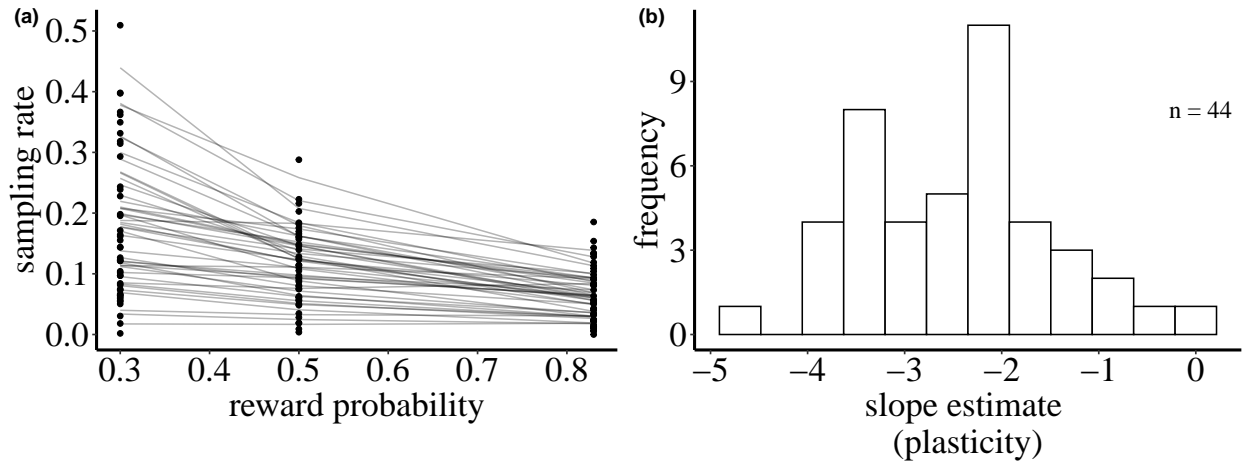 (a)
sampling rate
0.5
0.4
0.3
0.2
0.1
0.0
0.3 0.4 0.5 0.6 0.7 0.8
reward probability
(b)
frequency
9
6
3
0
n = 44
−5 −4 −3 −2 −1 0
slope estimate
(plasticity)